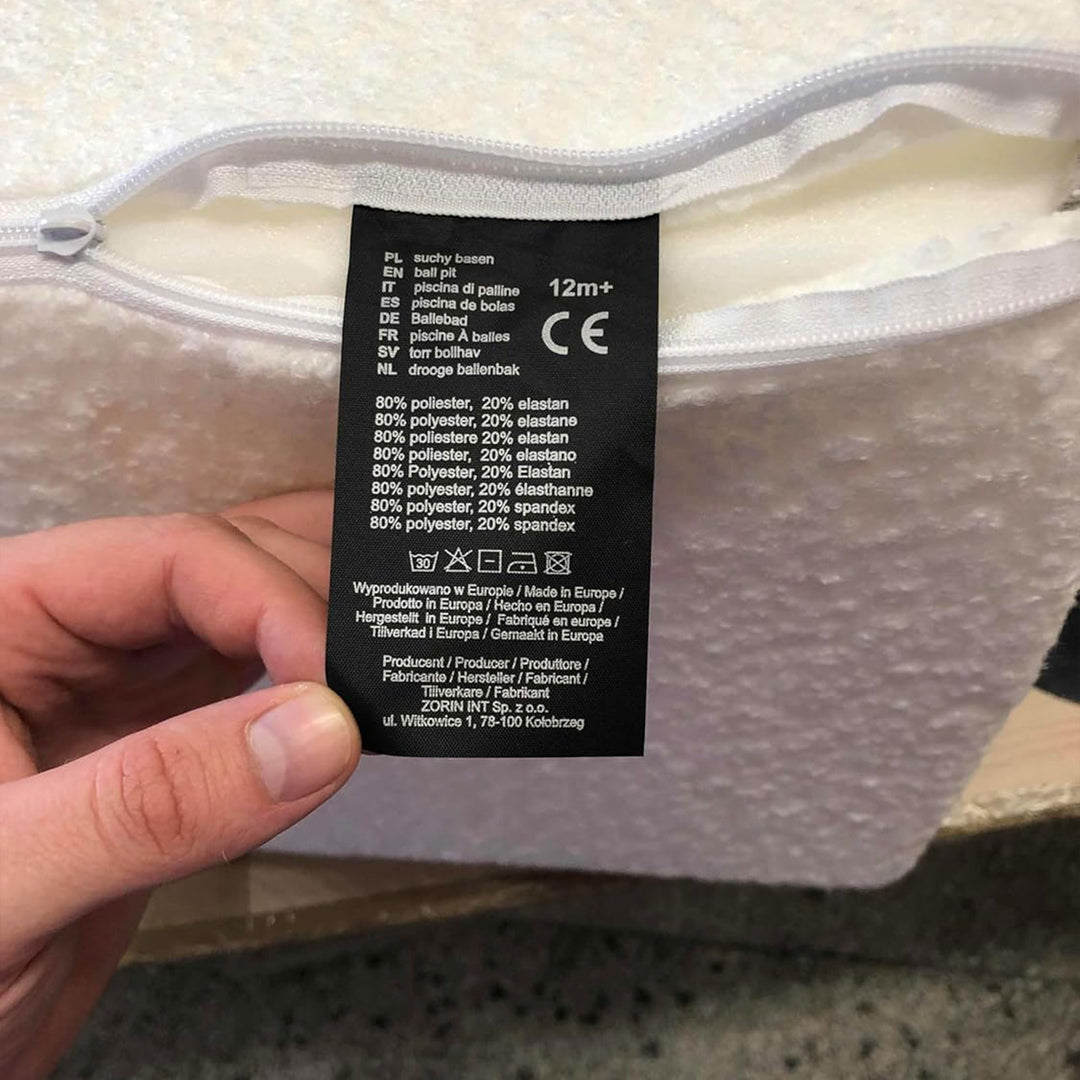 PL suchy basen
EN ball pit
IT piscina di palline
ES piscina de bolas
DE Ballebad
FR piscine À balles
SV torr bollhav
NL drooge ballenbak
12m+
CE
80% poliester, 20% elastan
80% polyester, 20% elastane
80% poliestere 20% elastan
80% poliester, 20% elastano
80% Polyester, 20% Elastan
80% polyester, 20% élasthanne
80% polyester, 20% spandex
80% polyester, 20% spandex
30
Wyprodukowano w Europie / Made in Europe /
Prodotto in Europa / Hecho en Europa /
Hergestellt in Europe / Fabriqué en europe /
Tillverkad i Europa / Gemaakt in Europa
Producent / Producer / Produttore /
Fabricante / Hersteller / Fabricant /
Tillverkare / Fabrikant
ZORIN INT Sp. z o.o.
ul. Witkowice 1, 78-100 Kołobrzeg